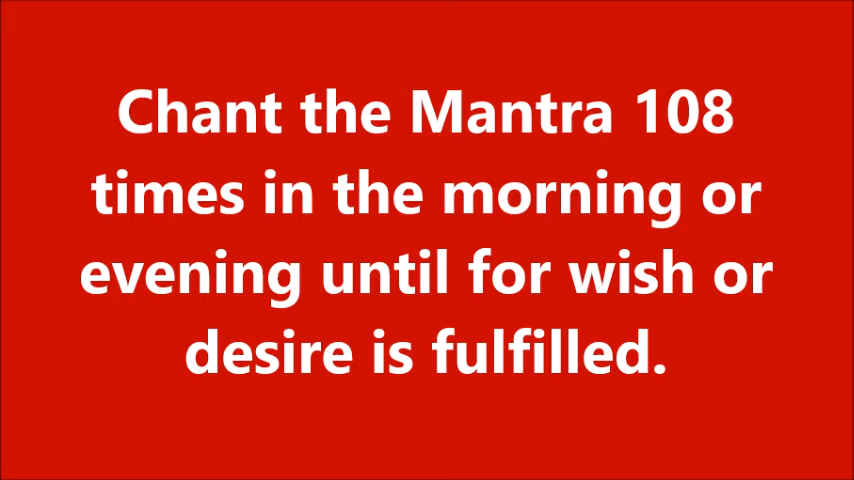 Chant the Mantra 108
times in the morning or
evening until for wish or
desire is fulfilled.